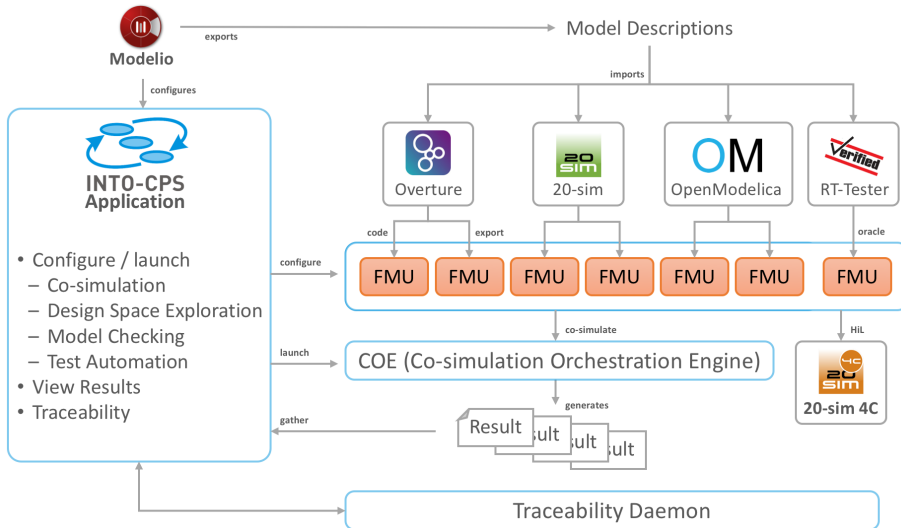 Modelio
exports
Model Descriptions
configures
imports
INTO-CPS
Application
• Configure / launch
– Co-simulation
– Design Space Exploration
– Model Checking
– Test Automation
• View Results
• Traceability
Overture
20 SIM
20-sim
OM
OpenModelica
Verified
RT-Tester
code
export
oracle
configure
FMU
FMU
FMU
FMU
FMU
FMU
FMU
co-simulate
HiL
launch
COE (Co-simulation Orchestration Engine)
4C
20 SIM
20-sim 4C
generates
gather
Result
sult
sult
sult
Traceability Daemon